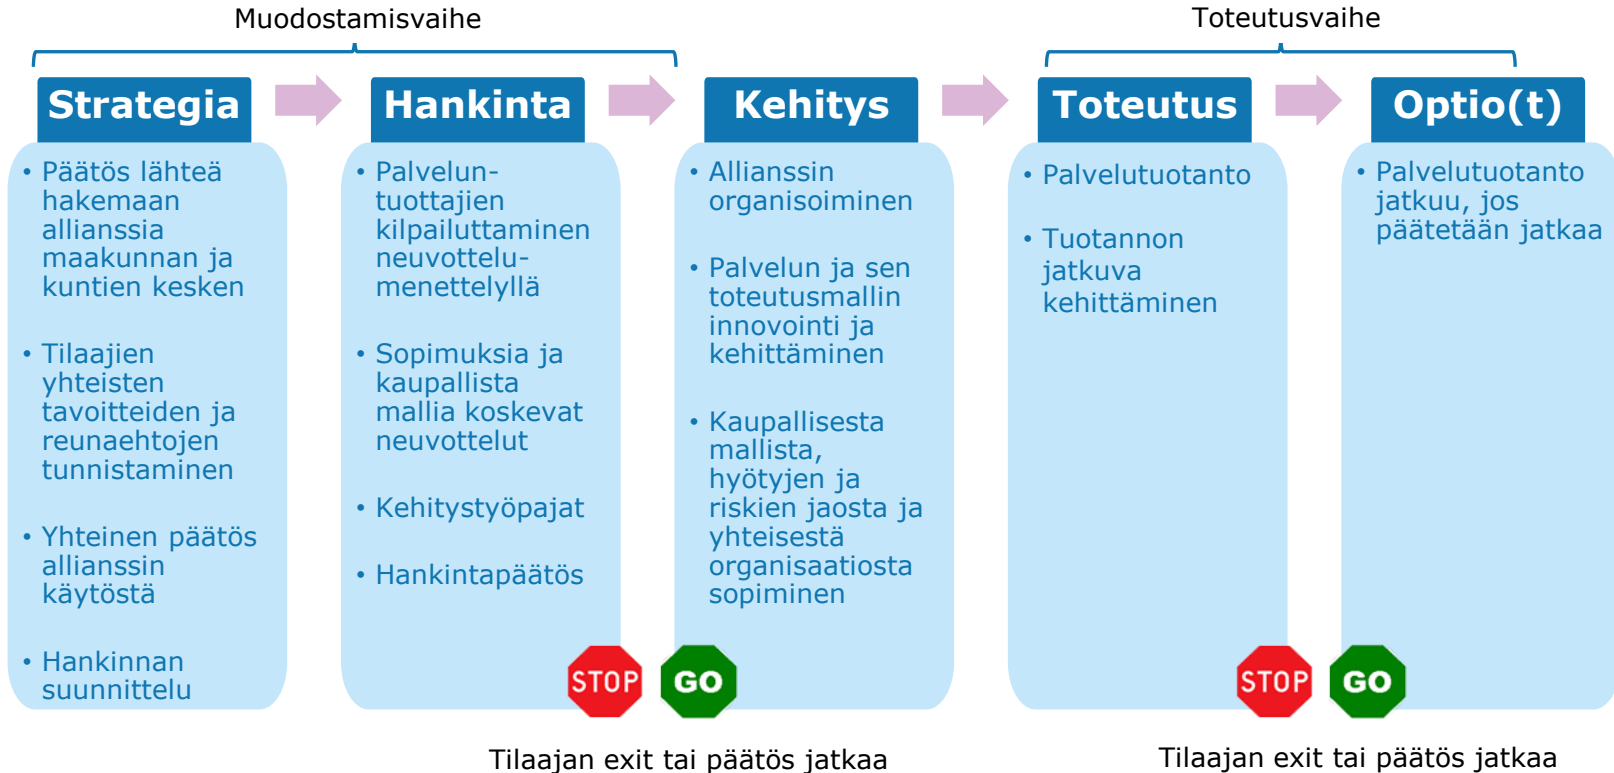 Muodostamisvaihe
Toteutusvaihe
Strategia
Hankinta
Kehitys
Toteutus
Optio(t)
• Päätös lähteä
hakemaan
allianssia
maakunnan ja
kuntien kesken
• Tilaajien
yhteisten
tavoitteiden ja
reunaehtojen
tunnistaminen
• Yhteinen päätös
allianssin
käytöstä
• Hankinnan
suunnittelu
• Palvelun-
tuottajien
kilpailuttaminen
neuvottelu-
menettelyllä
• Sopimuksia ja
kaupallista
mallia koskevat
neuvottelut
• Kehitystyöpajat
• Hankintapäätös
• Allianssin
organisoiminen
• Palvelun ja sen
toteutusmallin
innovointi ja
kehittäminen
• Kaupallisesta
mallista,
hyötyjen ja
riskien jaosta ja
yhteisestä
organisaatiosta
sopiminen
• Palvelutuotanto
• Tuotannon
jatkuva
kehittäminen
• Palvelutuotanto
jatkuu, jos
päätetään jatkaa
STOP
GO
STOP
GO
Tilaajan exit tai päätös jatkaa
Tilaajan exit tai päätös jatkaa